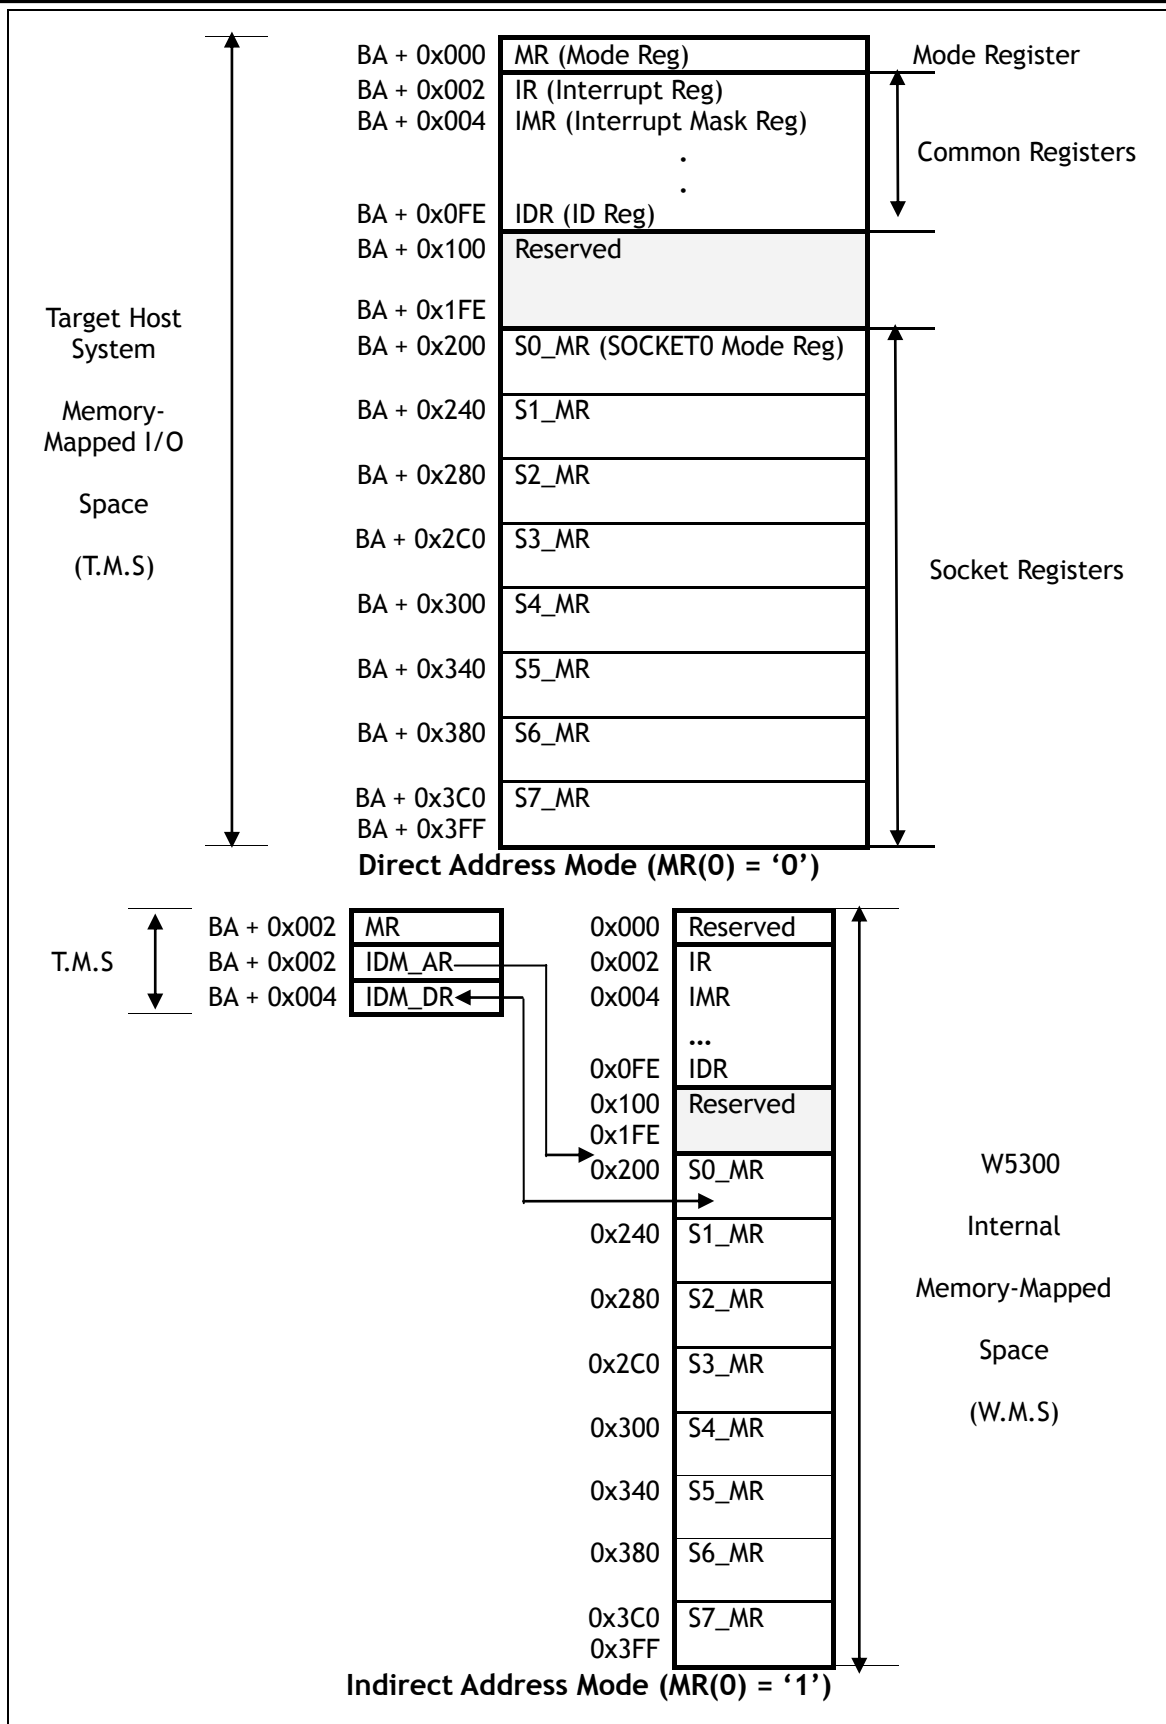 BA + 0x000 MR (Mode Reg) Mode Register
BA + 0x002 IR (Interrupt Reg)
BA + 0x004 IMR (Interrupt Mask Reg)
Common Registers
.
.
BA + 0x0FE IDR (ID Reg)
BA + 0x100 Reserved
BA + 0x1FE
Target Host
System
Memory-
Mapped I/O
Space
(T.M.S)
BA + 0x200 S0_MR (SOCKET0 Mode Reg)
BA + 0x240 S1_MR
BA + 0x280 S2_MR
BA + 0x2C0 S3_MR
Socket Registers
BA + 0x300 S4_MR
BA + 0x340 S5_MR
BA + 0x380 S6_MR
BA + 0x3C0 S7_MR
BA + 0x3FF
Direct Address Mode (MR(0) = ‘0’)
T.M.S
BA + 0x002 MR
BA + 0x002 IDM_AR
BA + 0x004 IDM_DR
0x000 Reserved
0x002 IR
0x004 IMR
...
0x0FE IDR
0x100 Reserved
0x1FE
0x200 S0_MR
0x240 S1_MR
0x280 S2_MR
0x2C0 S3_MR
0x300 S4_MR
0x340 S5_MR
0x380 S6_MR
0x3C0 S7_MR
0x3FF
W5300
Internal
Memory-Mapped
Space
(W.M.S)
Indirect Address Mode (MR(0) = ‘1’)